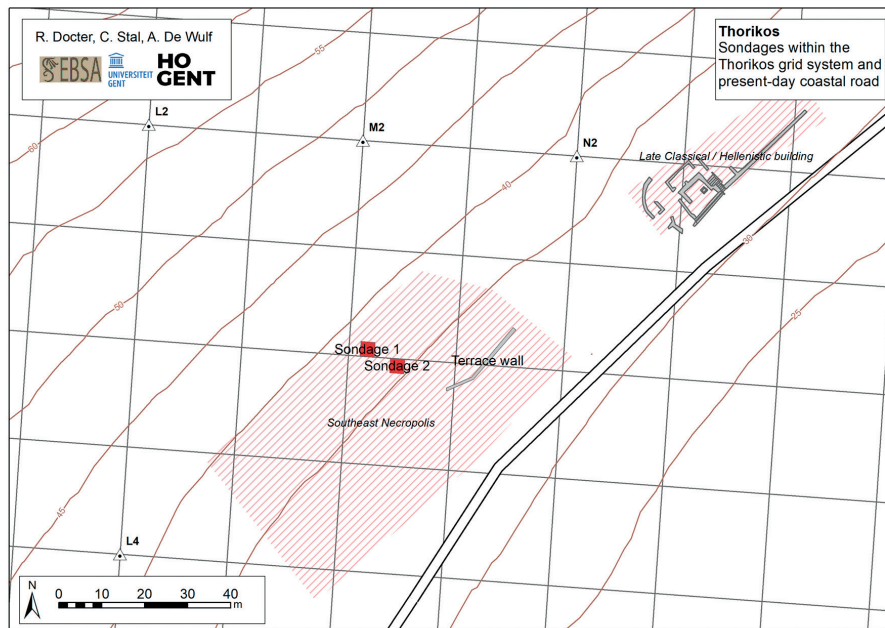 R. Docter, C. Stal, A. De Wulf
EBSA
UNIVERSITEIT
GENT
HO
GENT
Thorikos
Sondages within the
Thorikos grid system and
present-day coastal road
55
L2
M2
N2
60
Late Classical / Hellenistic building
40
30
50
25
Sondage 1
Sondage 2
Terrace wall
Southeast Necropolis
45
L4
N
0 10 20 30 40
m